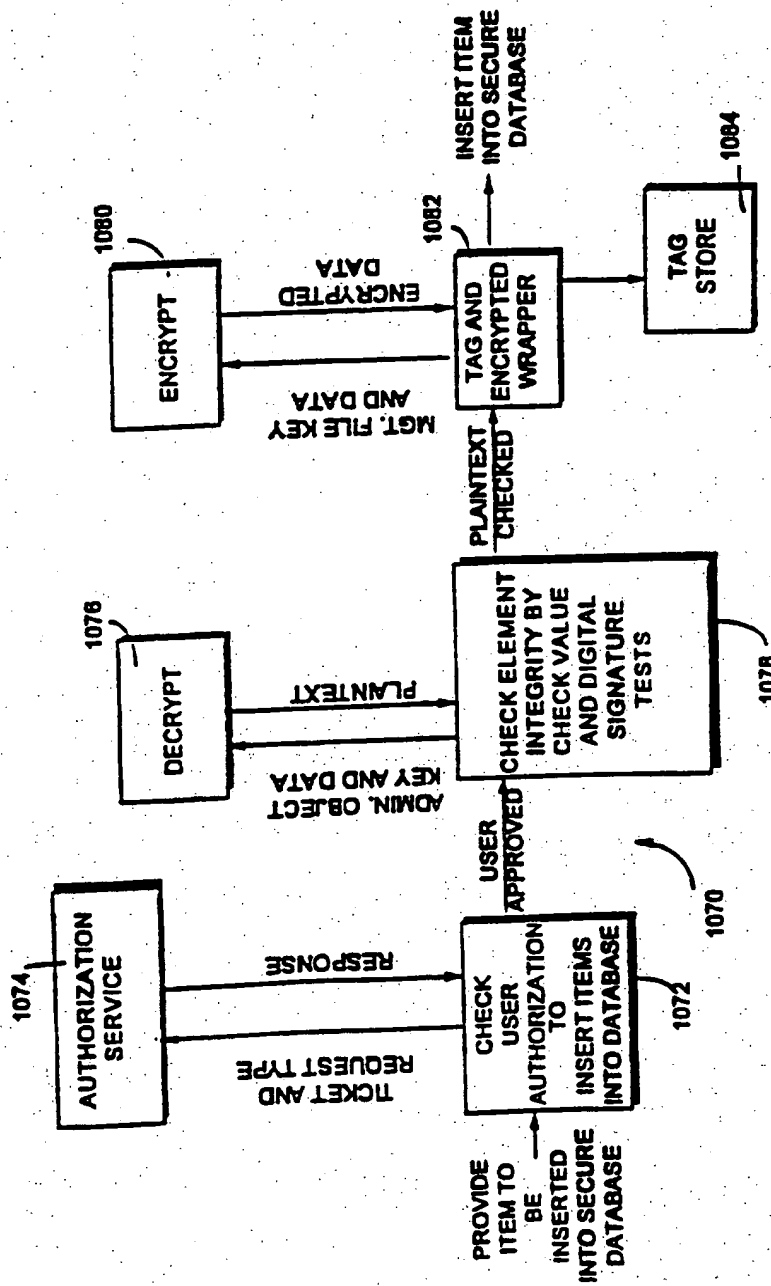 1074
AUTHORIZATION
SERVICE
TICKET AND
REQUEST TYPE
RESPONSE
PROVIDE
ITEM TO
BE
INSERTED
INTO SECURE
DATABASE
CHECK
USER
AUTHORIZATION
TO
INSERT ITEMS
INTO DATABASE
1072
1070
USER
APPROVED
1076
DECRYPT
ADMIN. OBJECT
KEY AND DATA
PLAINTEXT
CHECK ELEMENT
INTEGRITY BY
CHECK VALUE
AND DIGITAL
SIGNATURE
TESTS
1078
PLAINTEXT
CHECKED
1080
ENCRYPT
MGT. FILE KEY
AND DATA
ENCRYPTED
DATA
1082
TAG AND
ENCRYPTED
WRAPPER
INSERT ITEM
INTO SECURE
DATABASE
TAG
STORE
1084